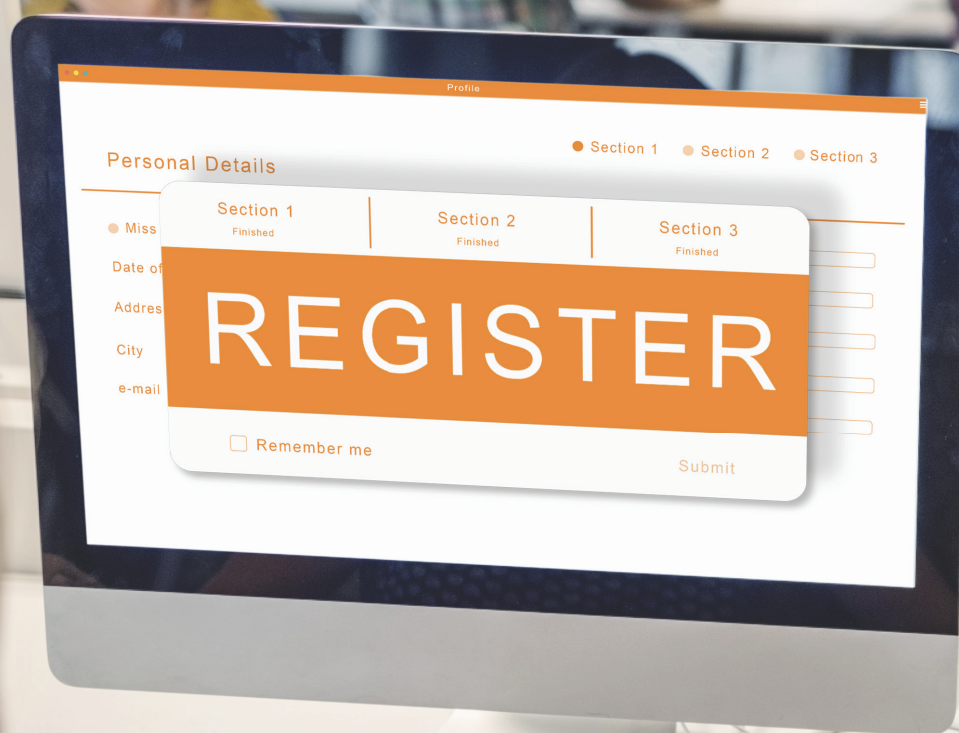 Profile
Section 1
Section 2
Section 3
Personal Details
Miss
Date of
Addres
City
e-mail
Section 1
Finished
Section 2
Finished
Section 3
Finished
REGISTER
Remember me
Submit